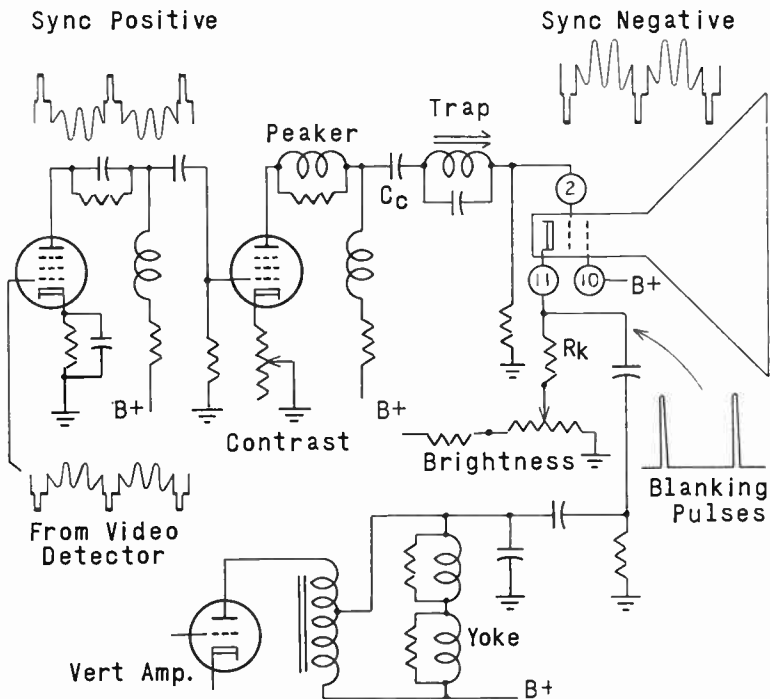 Sync Positive
Sync Negative
Trap
Peaker
Cc
2
11
10
B+
Rk
B+
B+
Contrast
Brightness
Blanking
Pulses
From Video
Detector
Yoke
Vert Amp.
B+